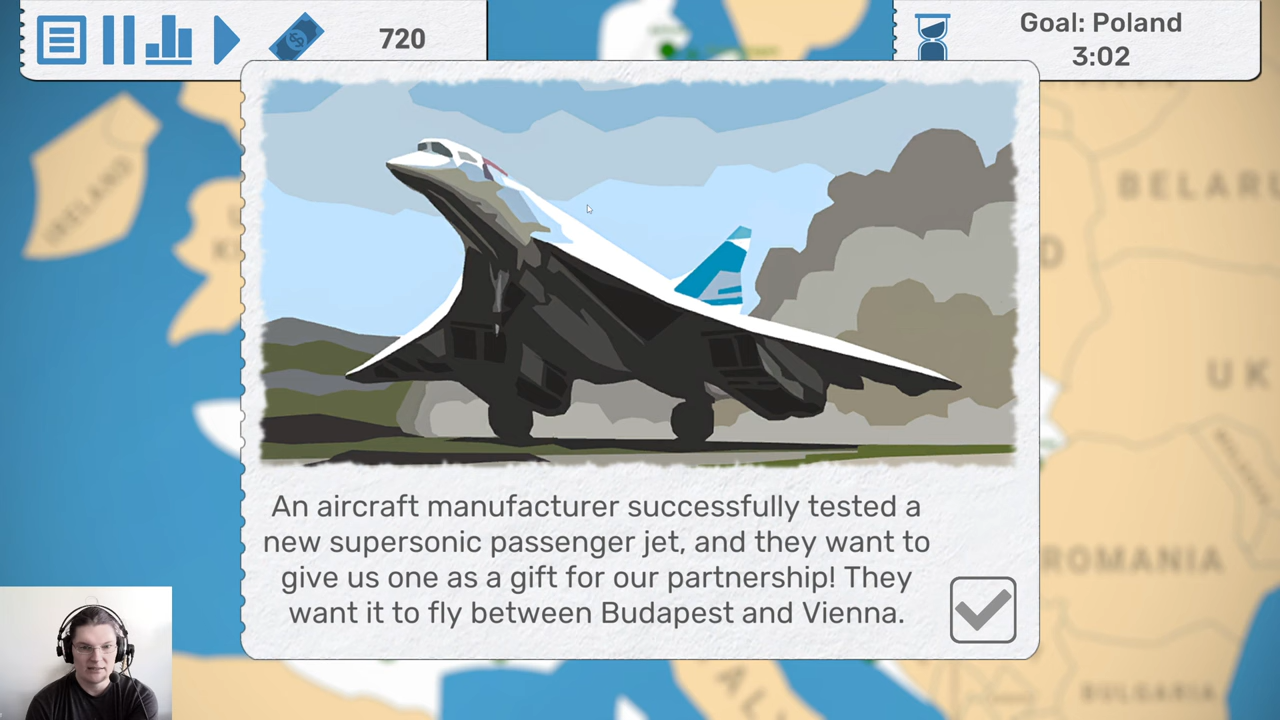 720
Goal: Poland
3:02
IRELAND
BELARU
UK
ROMANIA
BULGARIA
An aircraft manufacturer successfully tested a
new supersonic passenger jet, and they want to
give us one as a gift for our partnership! They
want it to fly between Budapest and Vienna.